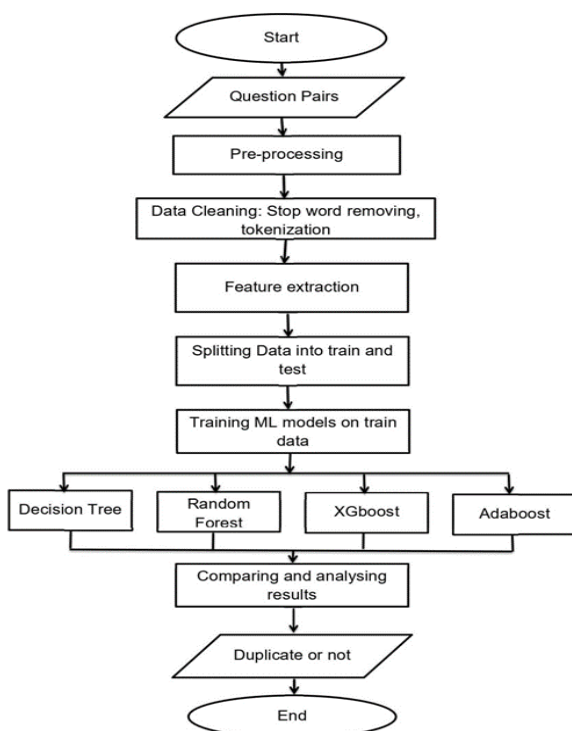 Start
Question Pairs
Pre-processing
Data Cleaning: Stop word removing,
tokenization
Feature extraction
Splitting Data into train and
test
Training ML models on train
data
Decision Tree
Random
Forest
XGboost
Adaboost
Comparing and analysing
results
Duplicate or not
End